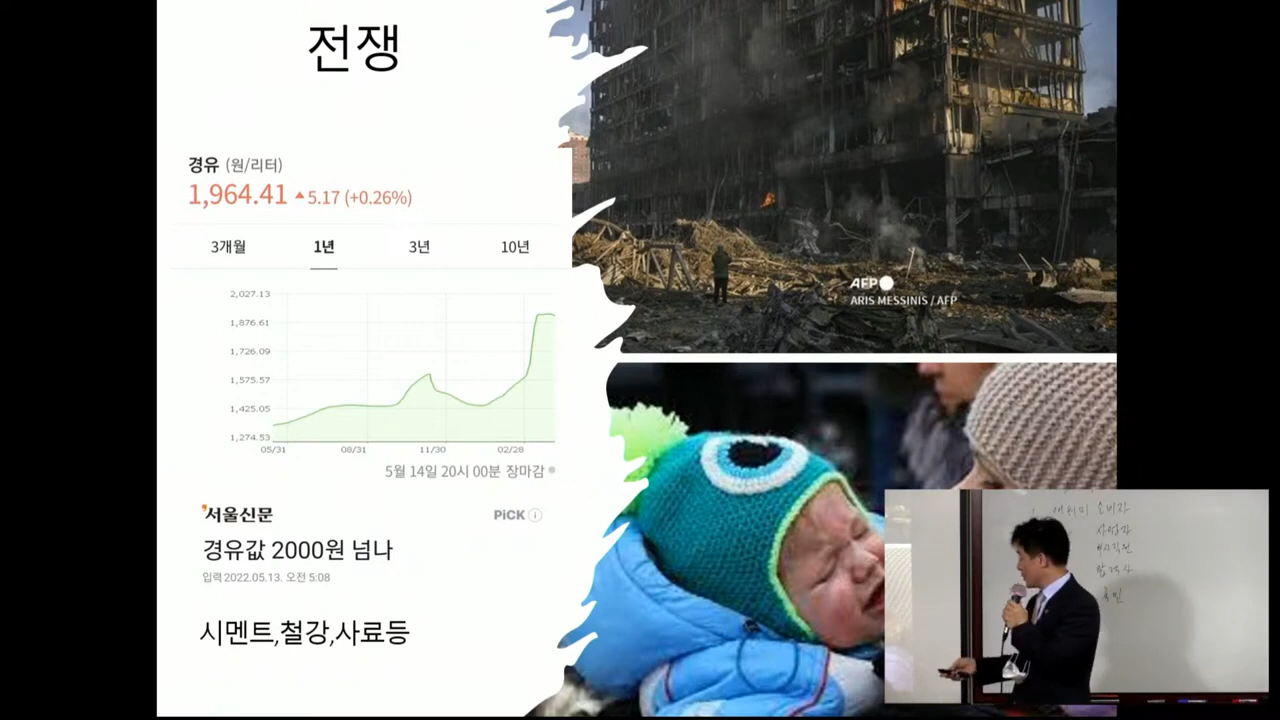 전쟁
경유 (원/리터)
1,964.41 ▲5.17 (+0.26%)
3개월 1년 3년 10년
2,027.13
1,876.61
1,726.09
1,575.57
1,425.05
1,274.53
05/31 08/31 11/30 02/28
5월 14일 20시 00분 장마감
서울신문 PiCK
경유값 2000원 넘나
입력 2022.05.13. 오전 5:08
시멘트,철강,사료등
AFP
ARIS MESSINIS / AFP
소비자
사업자